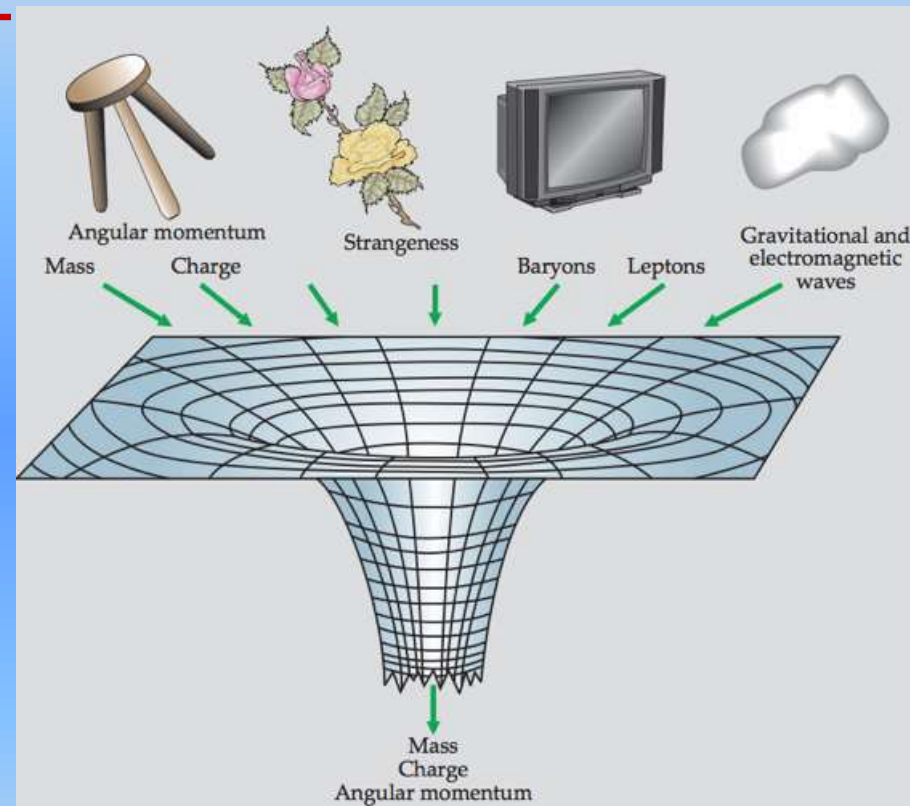 Angular momentum
Mass
Charge
Strangeness
Baryons
Leptons
Gravitational and
electromagnetic
waves
Mass
Charge
Angular momentum